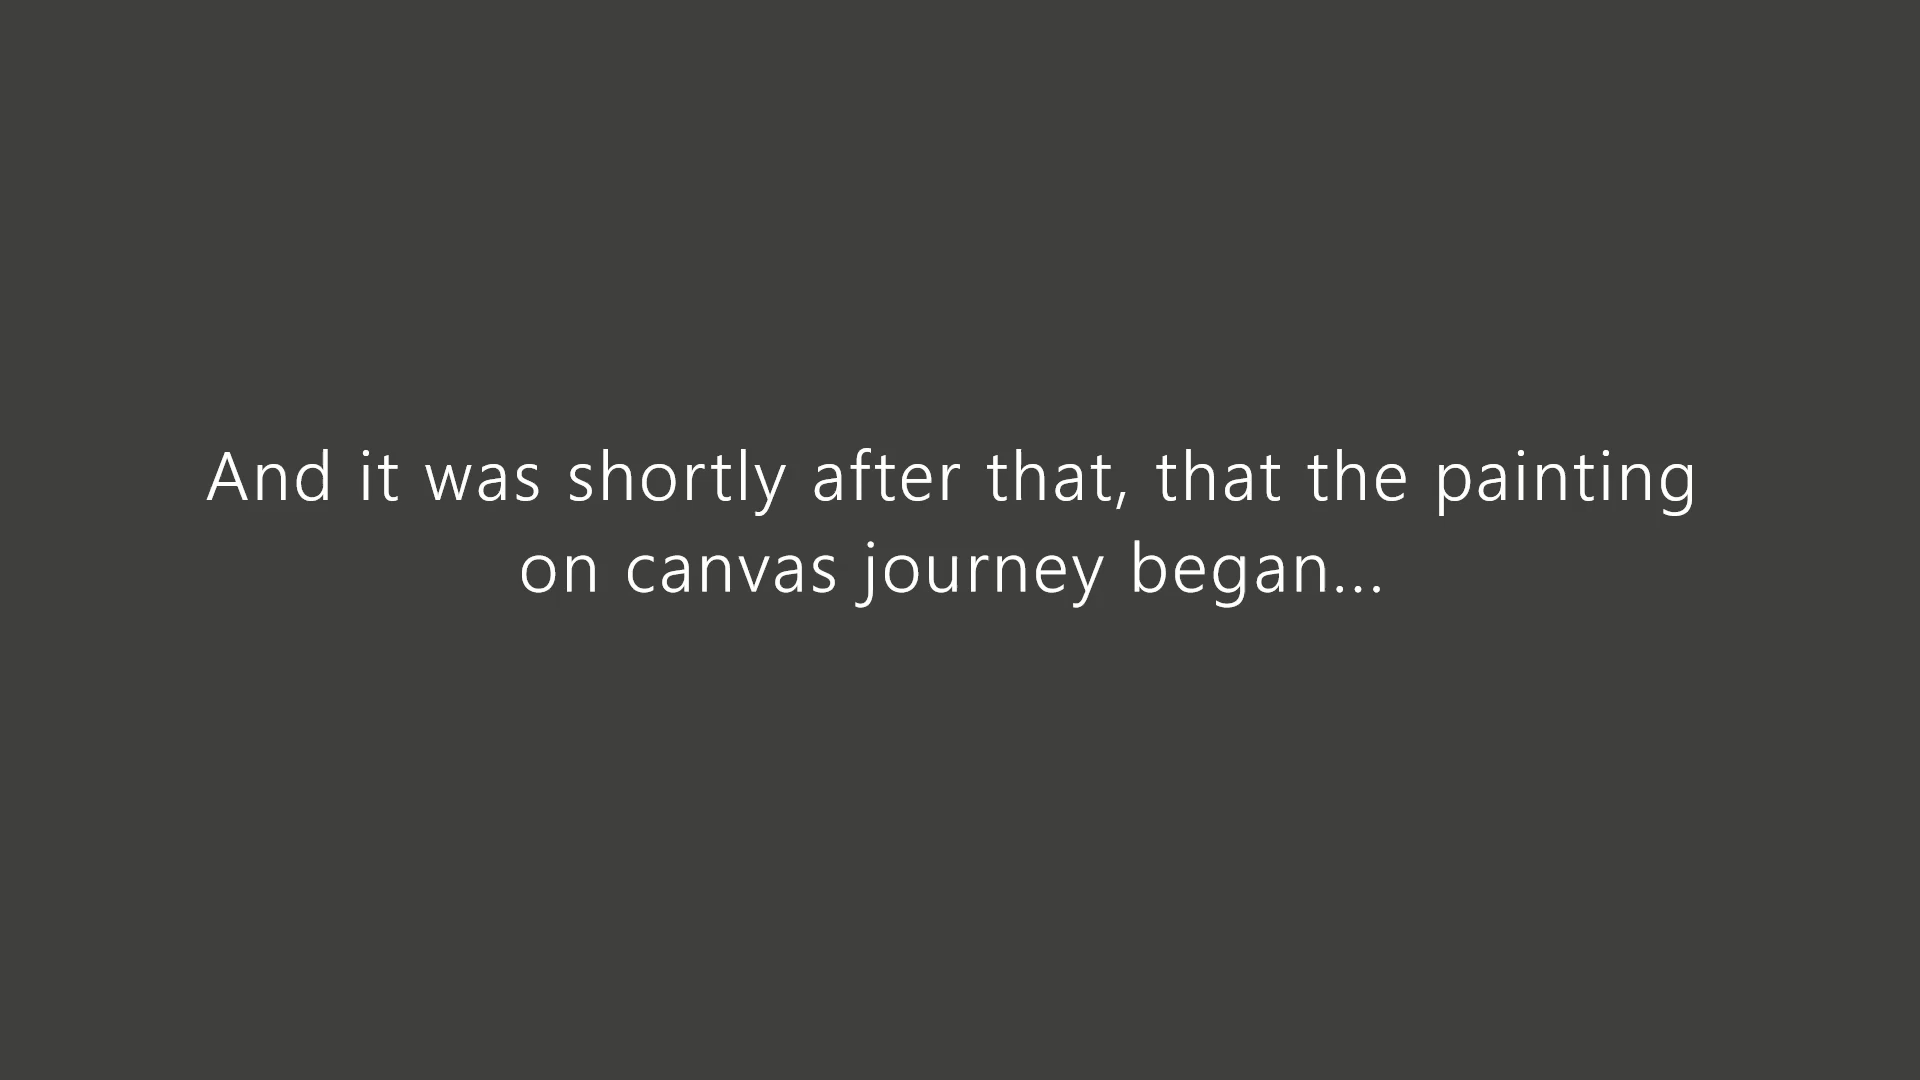 And it was shortly after that, that the painting
on canvas journey began...